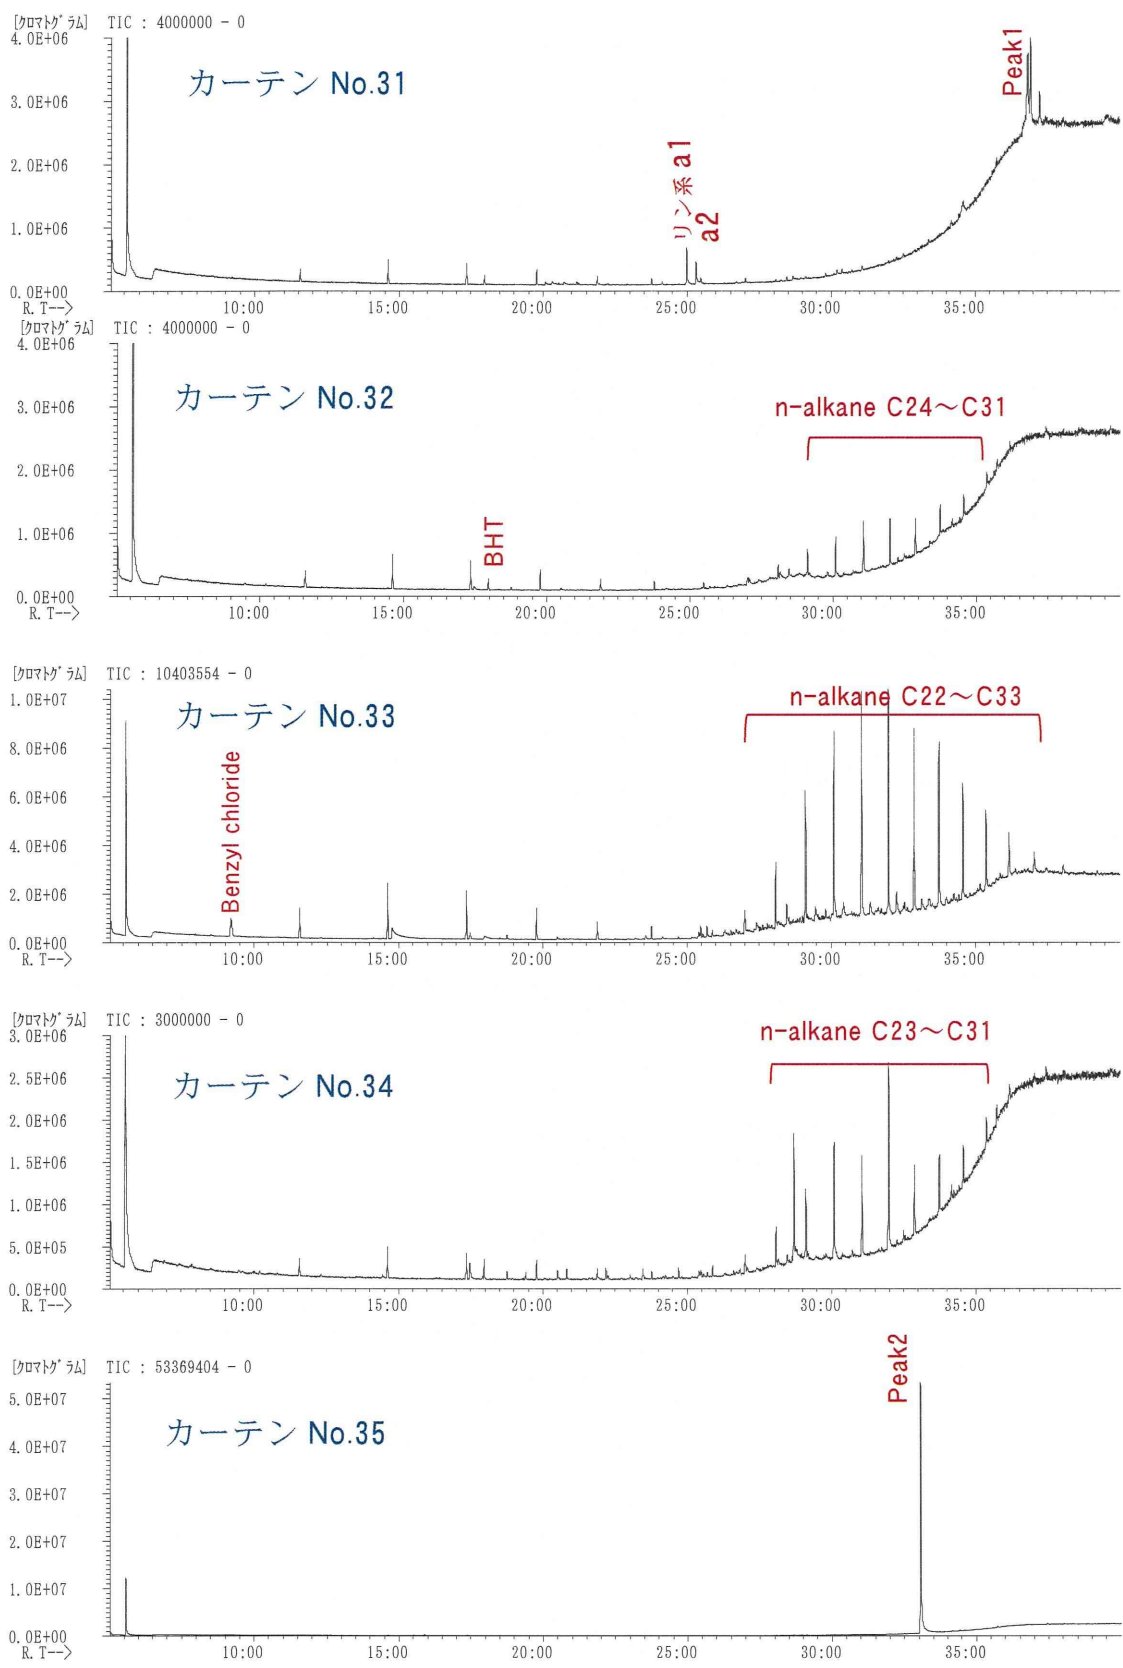 [クロマトグラム] TIC : 4000000 - 0
4.0E+06
カーテン No.31
Peak1
3.0E+06
リン系 a1
a2
2.0E+06
1.0E+06
0.0E+00
R.T-->
10:00 15:00 20:00 25:00 30:00 35:00
[クロマトグラム] TIC : 4000000 - 0
4.0E+06
カーテン No.32
n-alkane C24～C31
3.0E+06
2.0E+06
BHT
1.0E+06
0.0E+00
R.T-->
10:00 15:00 20:00 25:00 30:00 35:00
[クロマトグラム] TIC : 10403554 - 0
1.0E+07
n-alkane C22～C33
カーテン No.33
8.0E+06
Benzyl chloride
6.0E+06
4.0E+06
2.0E+06
0.0E+00
R.T-->
10:00 15:00 20:00 25:00 30:00 35:00
[クロマトグラム] TIC : 3000000 - 0
3.0E+06
n-alkane C23～C31
2.5E+06
カーテン No.34
2.0E+06
1.5E+06
1.0E+06
5.0E+05
0.0E+00
R.T-->
10:00 15:00 20:00 25:00 30:00 35:00
[クロマトグラム] TIC : 53369404 - 0
Peak2
5.0E+07
カーテン No.35
4.0E+07
3.0E+07
2.0E+07
1.0E+07
0.0E+00
R.T-->
10:00 15:00 20:00 25:00 30:00 35:00